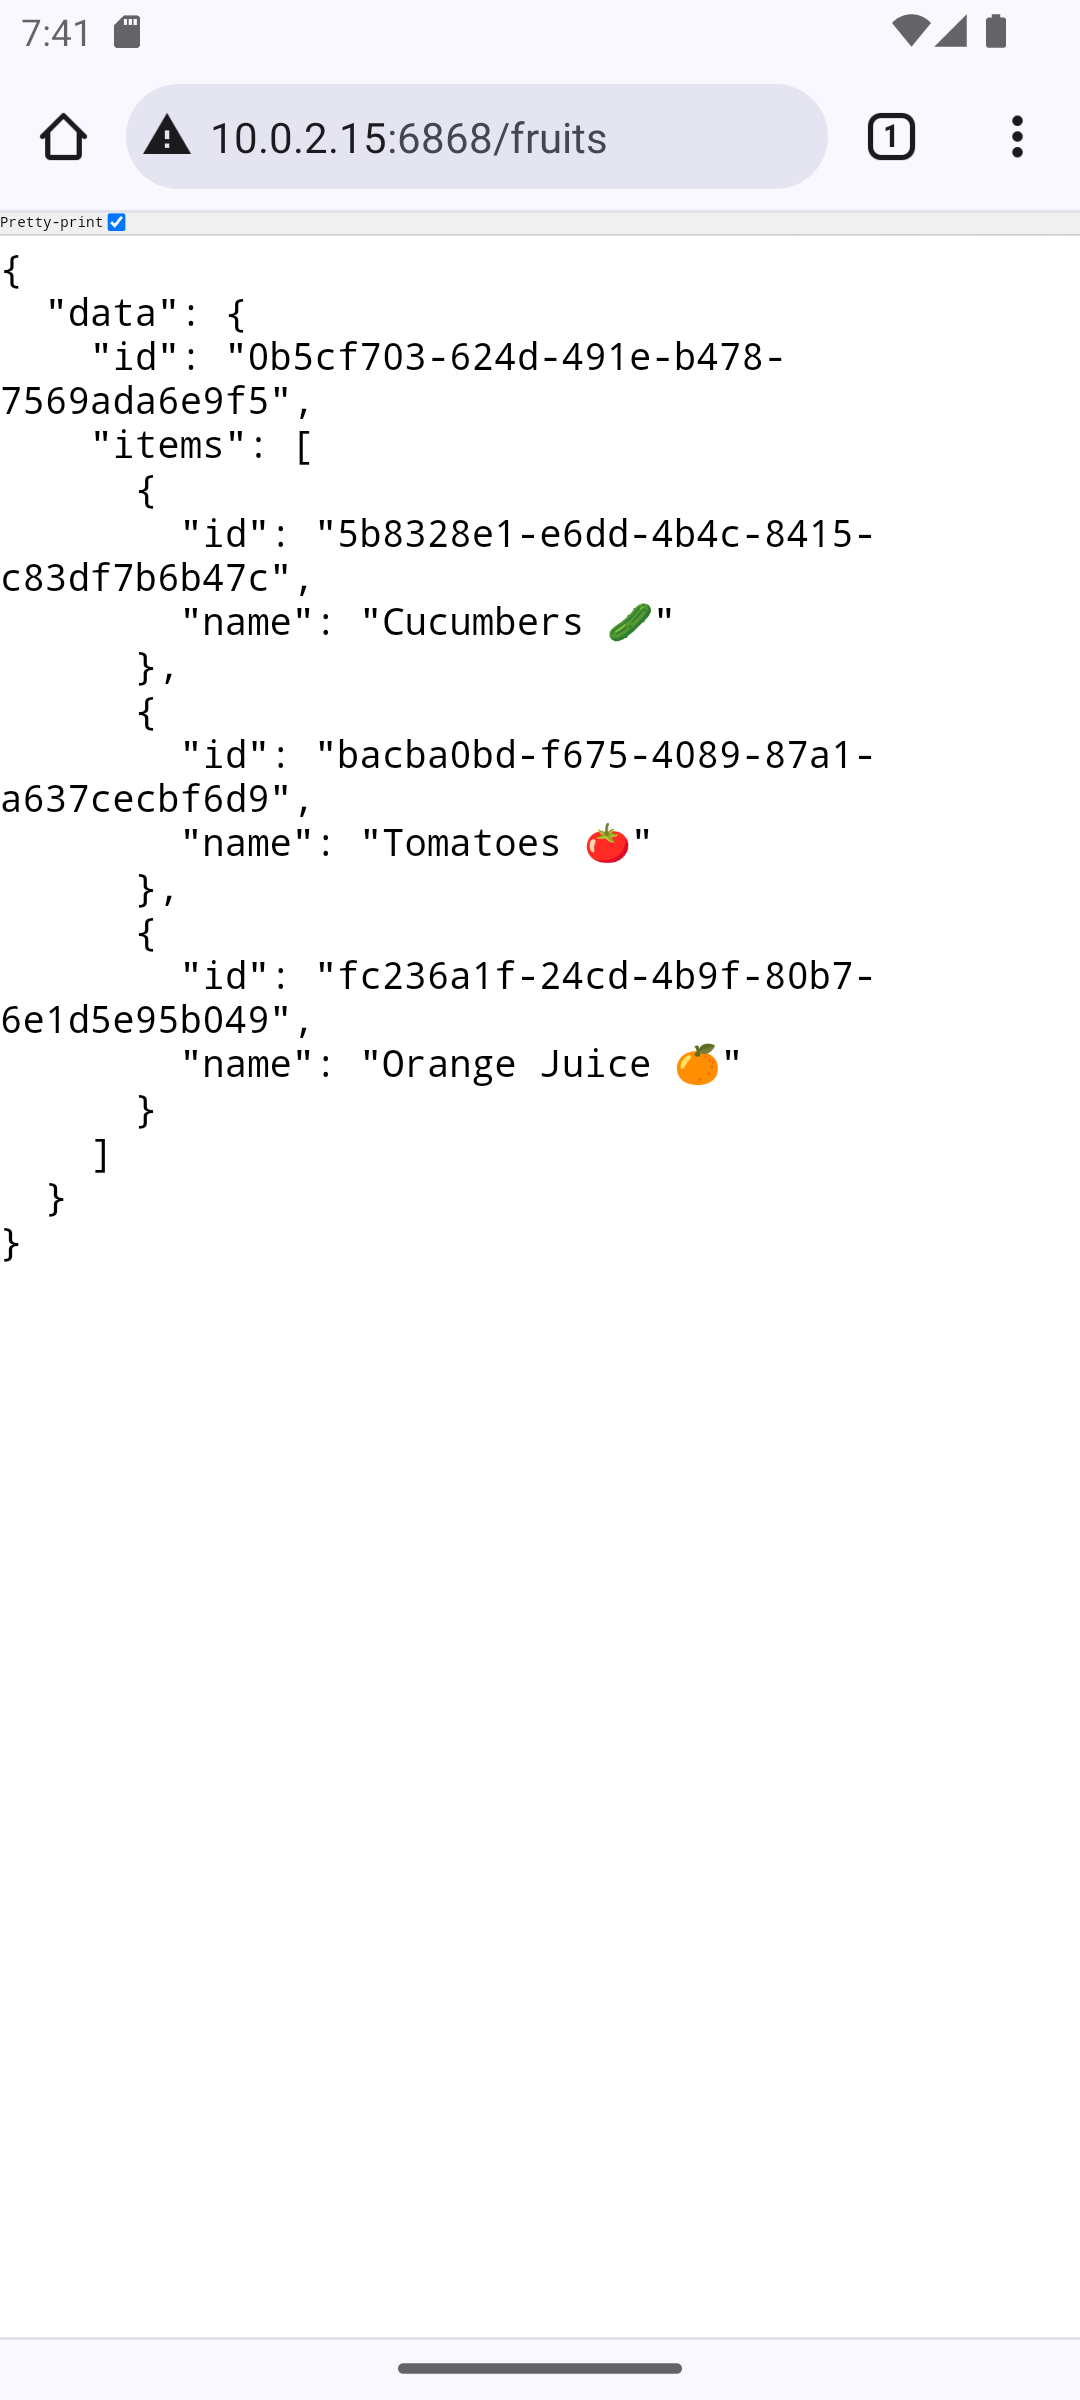 7:41
10.0.2.15:6868/fruits
1
Pretty-print
{
  "data": {
    "id": "0b5cf703-624d-491e-b478-
7569ada6e9f5",
    "items": [
      {
        "id": "5b8328e1-e6dd-4b4c-8415-
c83df7b6b47c",
        "name": "Cucumbers 🥒"
      },
      {
        "id": "bacba0bd-f675-4089-87a1-
a637cecbf6d9",
        "name": "Tomatoes 🍅"
      },
      {
        "id": "fc236a1f-24cd-4b9f-80b7-
6e1d5e95b049",
        "name": "Orange Juice 🍊"
      }
    ]
  }
}